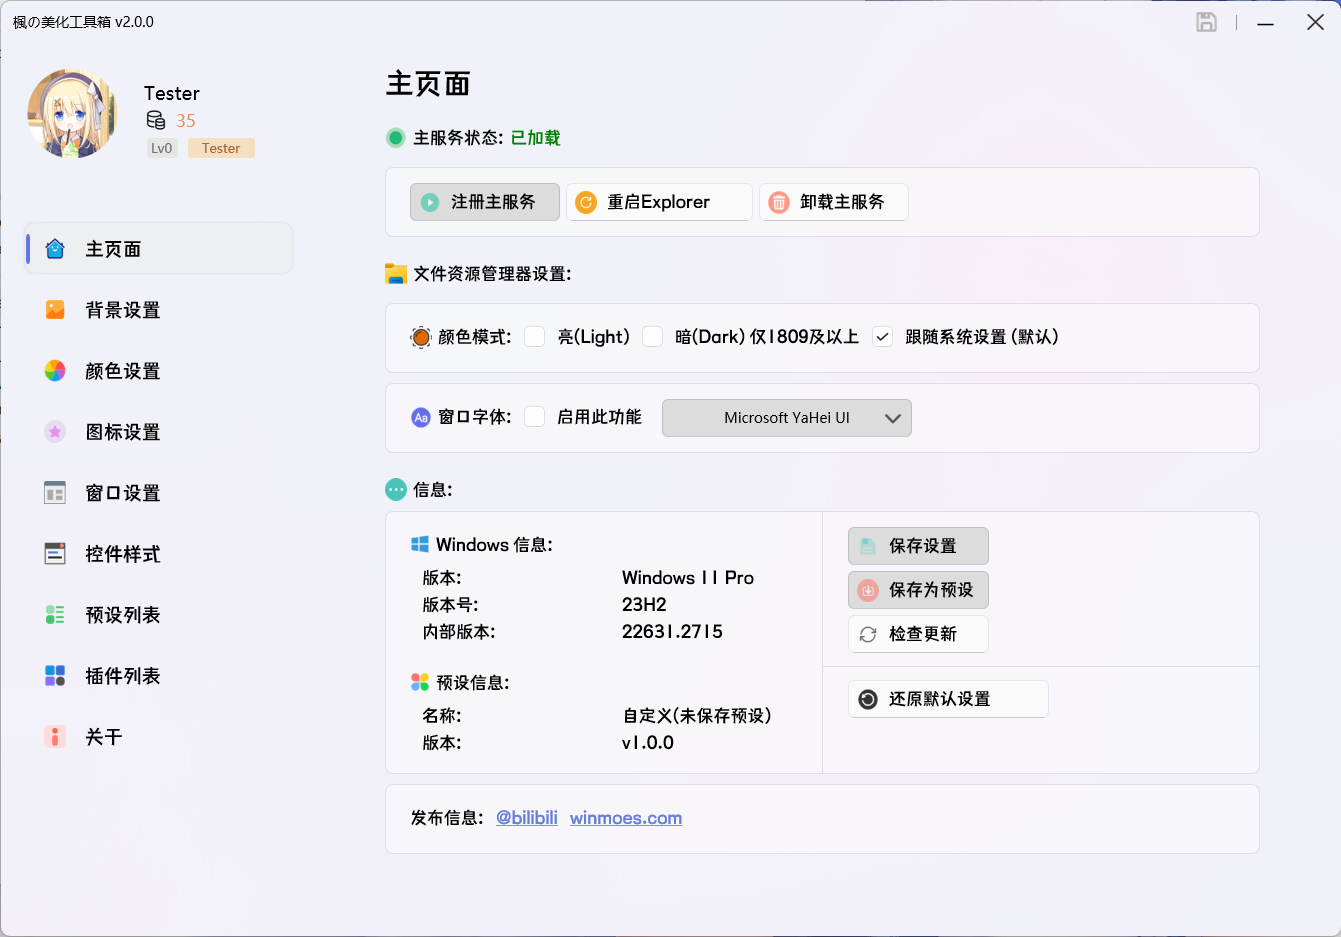 楓の美化工具箱 v2.0.0
Tester
35
Lv0 Tester
主页面
背景设置
颜色设置
图标设置
窗口设置
控件样式
预设列表
插件列表
关于
主页面
主服务状态: 已加载
注册主服务 重启Explorer 卸载主服务
文件资源管理器设置:
颜色模式: 亮(Light) 暗(Dark) 仅1809及以上 跟随系统设置 (默认)
Aa 窗口字体: 启用此功能 Microsoft YaHei UI
信息:
Windows 信息:
版本: Windows 11 Pro
版本号: 23H2
内部版本: 22631.2715
预设信息:
名称: 自定义(未保存预设)
版本: v1.0.0
保存设置
保存为预设
检查更新
还原默认设置
发布信息: @bilibili winmoes.com